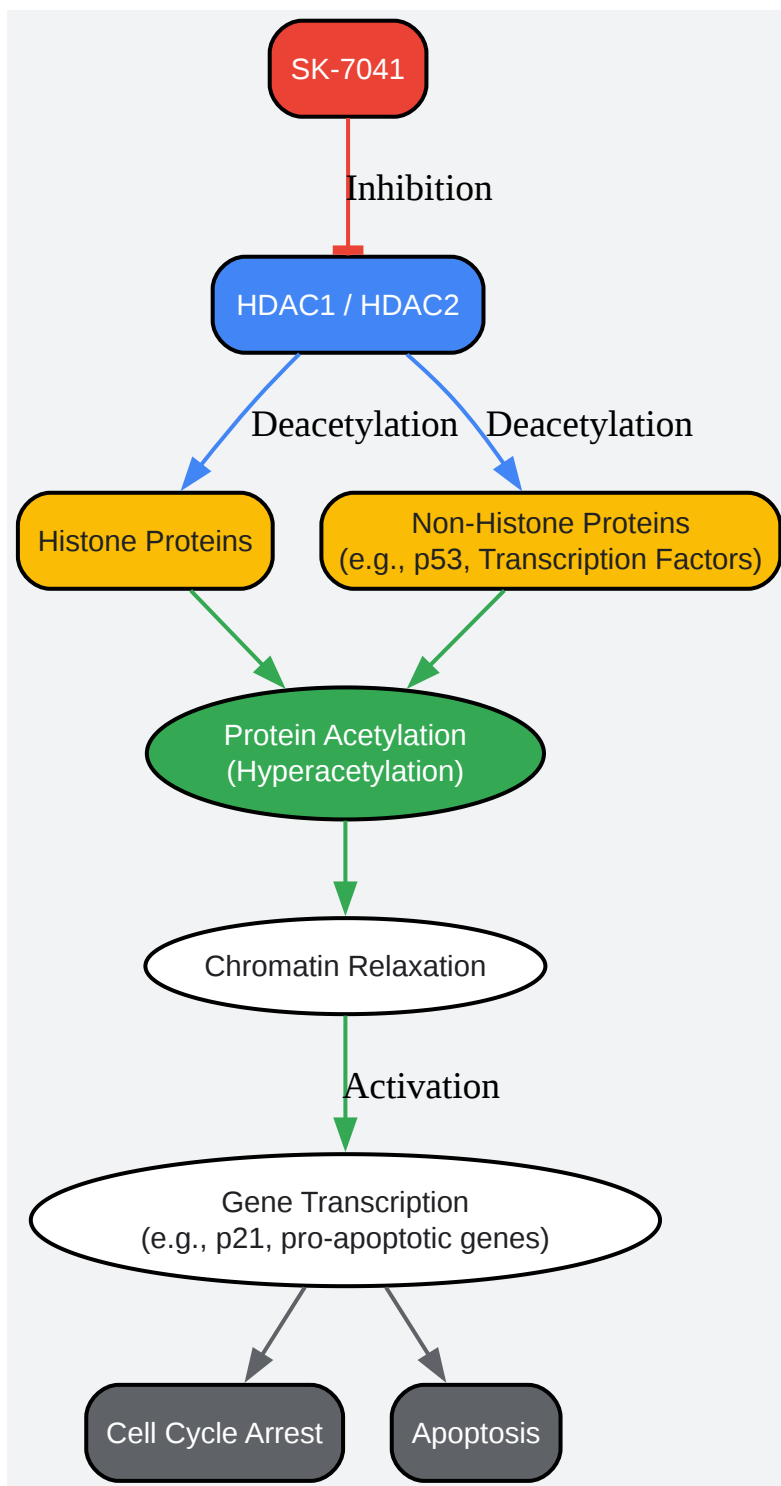 SK-7041
Inhibition
HDAC1 / HDAC2
Deacetylation
Deacetylation
Histone Proteins
Non-Histone Proteins
(e.g., p53, Transcription Factors)
Protein Acetylation
(Hyperacetylation)
Chromatin Relaxation
Activation
Gene Transcription
(e.g., p21, pro-apoptotic genes)
Cell Cycle Arrest
Apoptosis